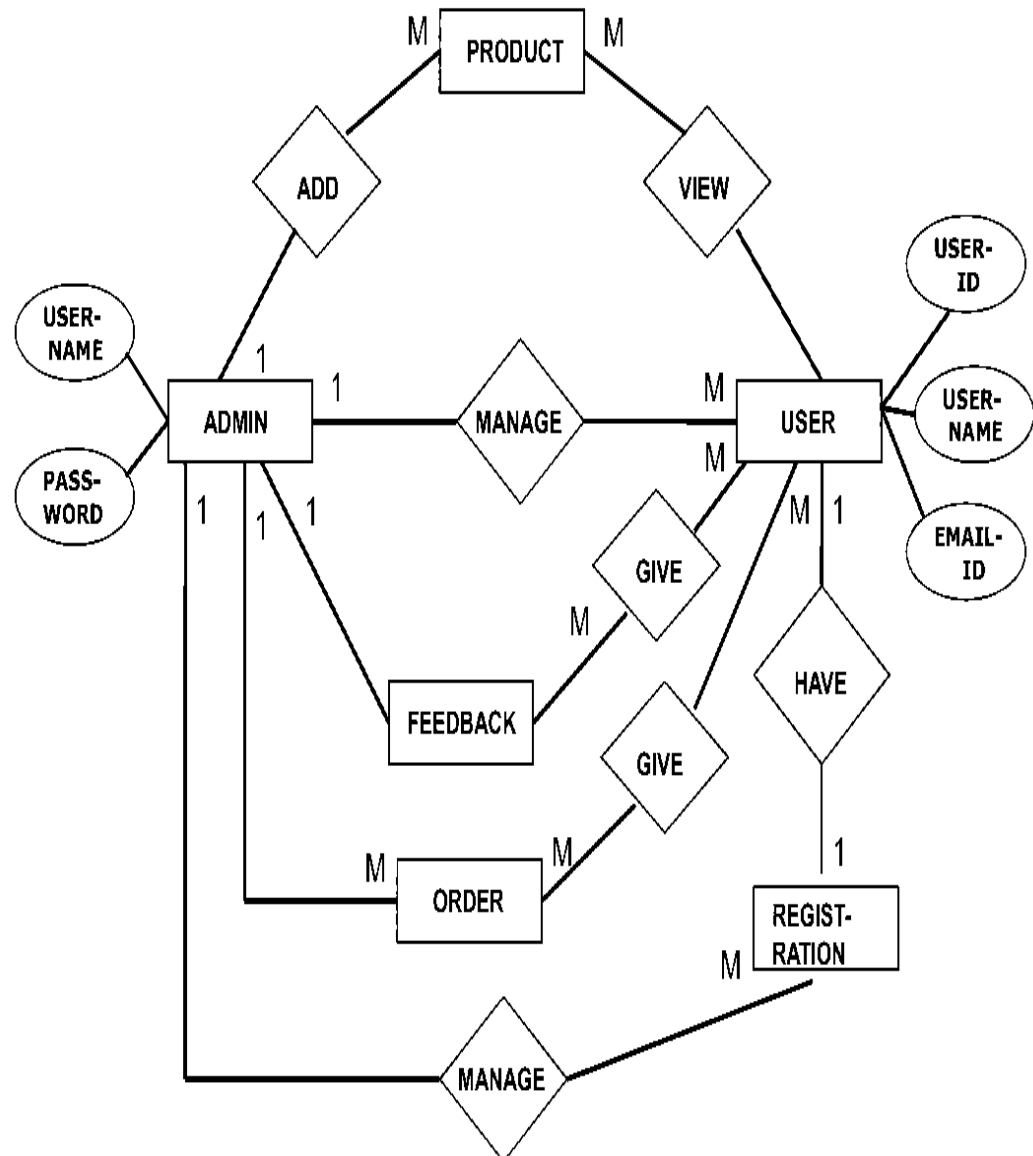 M
PRODUCT
M
ADD
VIEW
USER-
ID
USER-
NAME
1
1
ADMIN
MANAGE
M
USER
USER-
NAME
PASS-
WORD
1
1
1
M
M
1
EMAIL-
ID
GIVE
M
FEEDBACK
HAVE
GIVE
M
ORDER
M
1
REGIST-
RATION
M
MANAGE